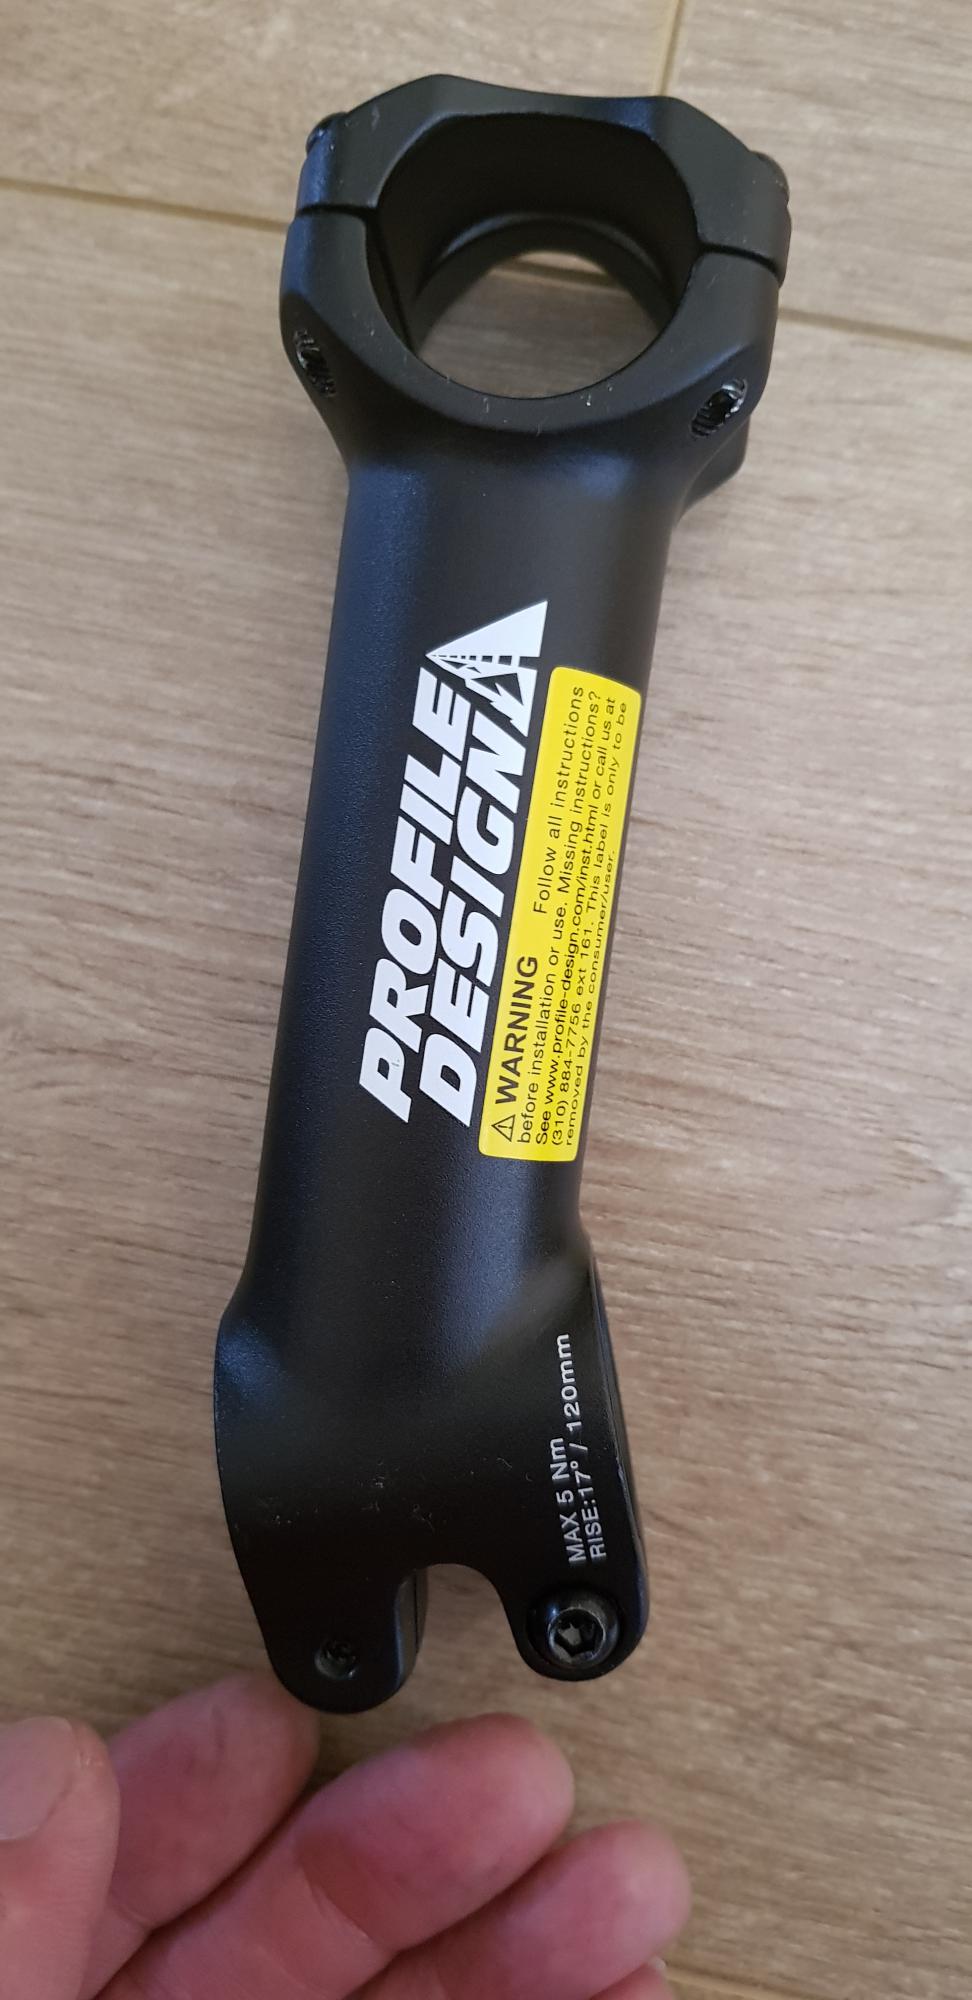 PROFILE
DESIGN
⚠ WARNING Follow all instructions
before installation or use. Missing instructions?
See www.profile-design.com/inst.html or call us at
(310) 884-7756 ext 161. This label is only to be
removed by the consumer/user.
MAX 5 Nm
RISE:17° / 120mm